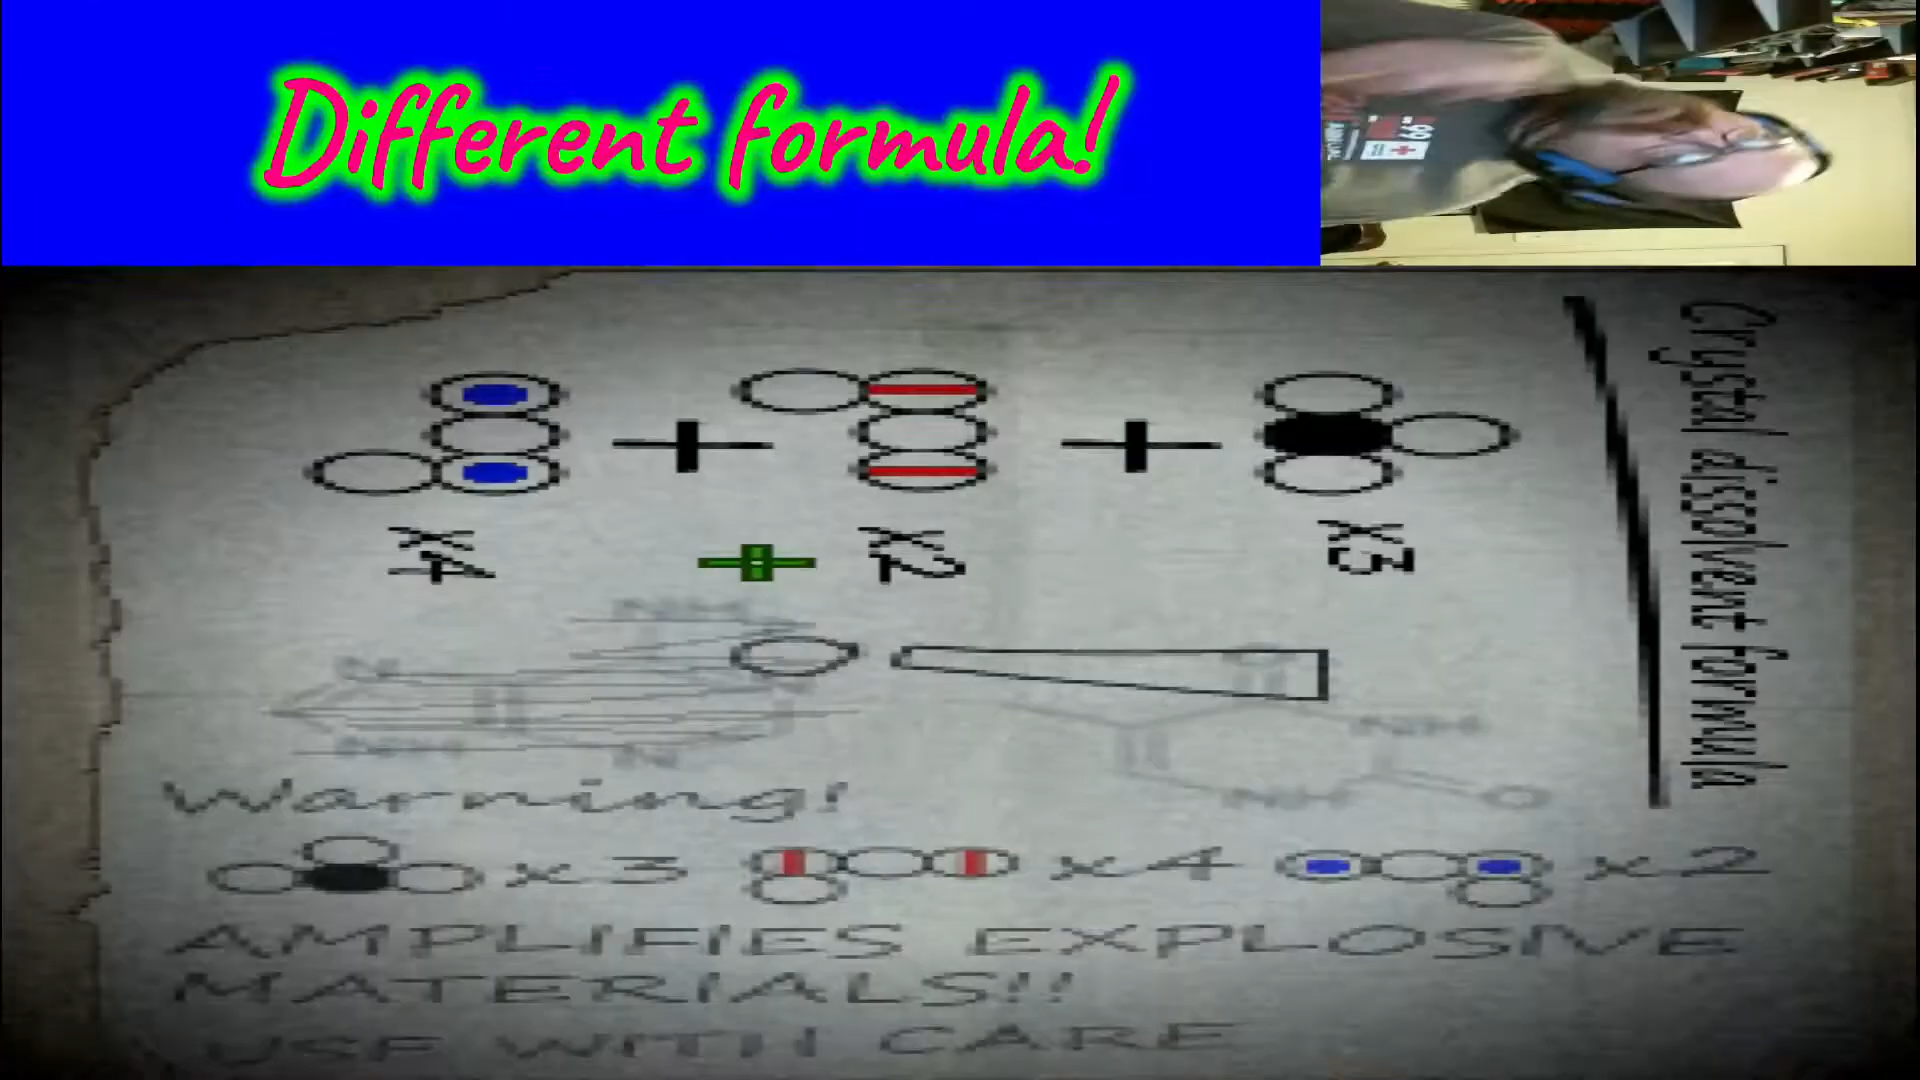 Different formula!
Crystal dissolvent formula
x4
x2
x3
Warning!
x3 x4 x2
AMPLIFIES EXPLOSIVE
MATERIALS!!
USE WITH CARE